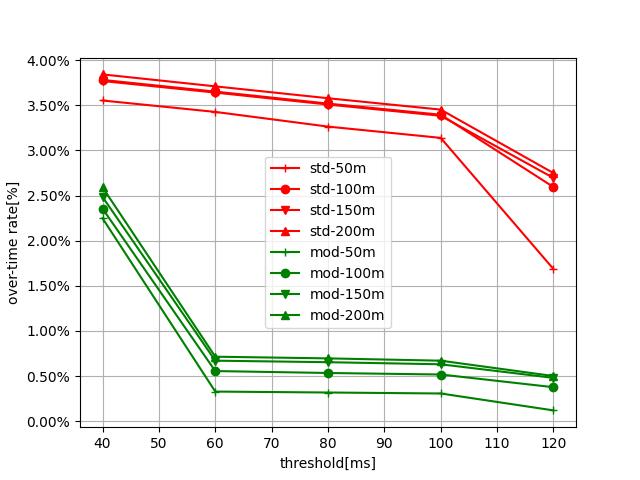 4.00%
3.50%
3.00%
2.50%
2.00%
1.50%
1.00%
0.50%
0.00%
over-time rate[%]
std-50m
std-100m
std-150m
std-200m
mod-50m
mod-100m
mod-150m
mod-200m
40 50 60 70 80 90 100 110 120
threshold[ms]